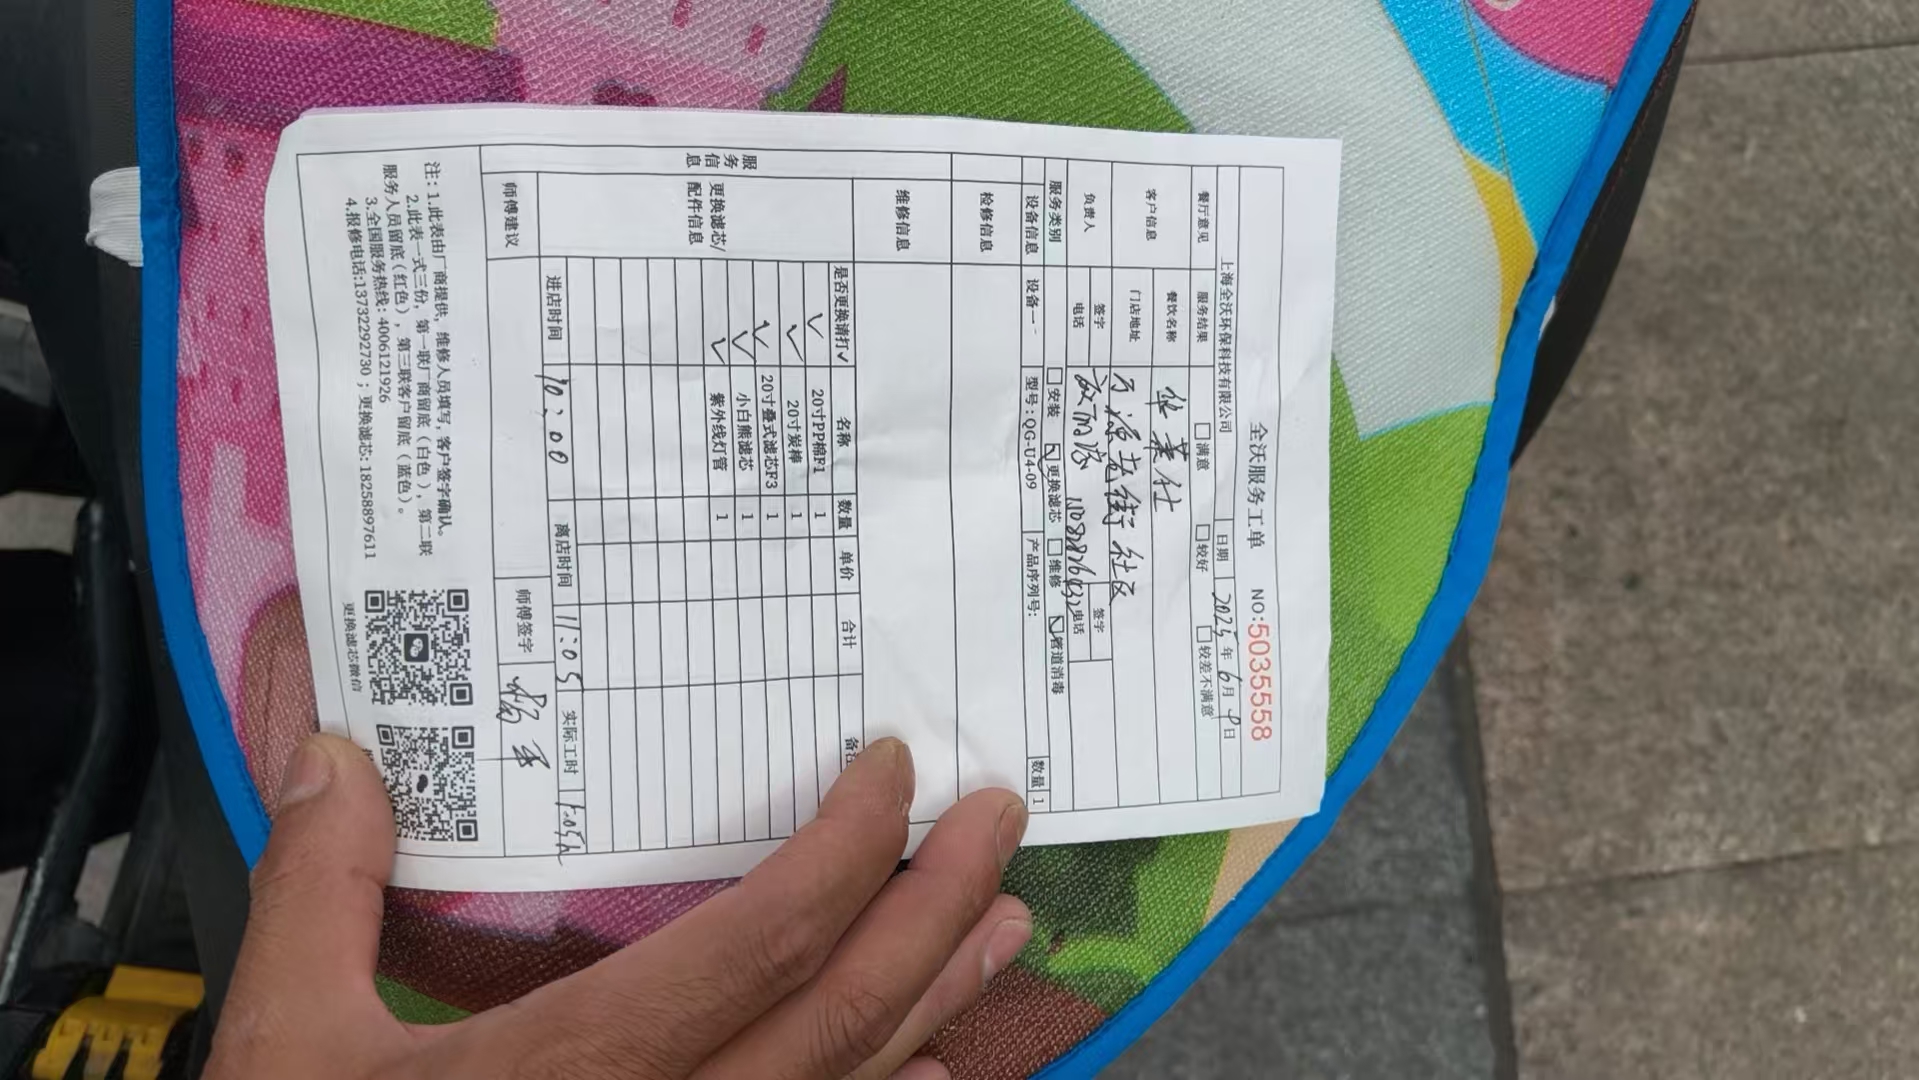 全沃服务工单 NO:5035558
上海全沃环保科技有限公司 日期 2025年 6月 9日
餐厅意见 服务结果 □满意 □较好 □较差不满意
客户信息 餐饮名称 华莱士
门店地址 街社区
负责人 签字 签字
电话 电话
服务类别 □安装 ☑更换滤芯 □维修 ☑管道消毒
设备信息 设备一 型号:QG-U4-09 产品序列号: 数量 1
检修信息
服务信息
维修信息
更换滤芯/配件信息
是否更换请打✓ 名称 数量 单价 合计 备注
✓ 20寸PP棉F1 1
✓ 20寸炭棒 1
✓ 20寸叠式滤芯F3 1
✓ 小白熊滤芯 1
✓ 紫外线灯管 1
进店时间 10:00 离店时间 11:05 实际工时 1.05h
师傅建议 师傅签字
注: 1.此表由厂商提供, 维修人员填写, 客户签字确认。
2.此表一式三份, 第一联厂商留底(白色), 第二联
服务人员留底(红色), 第三联客户留底(蓝色)。
3.全国服务热线: 4006121926
4.报修电话:13732292730 ; 更换滤芯: 18258897611
更换滤芯微信